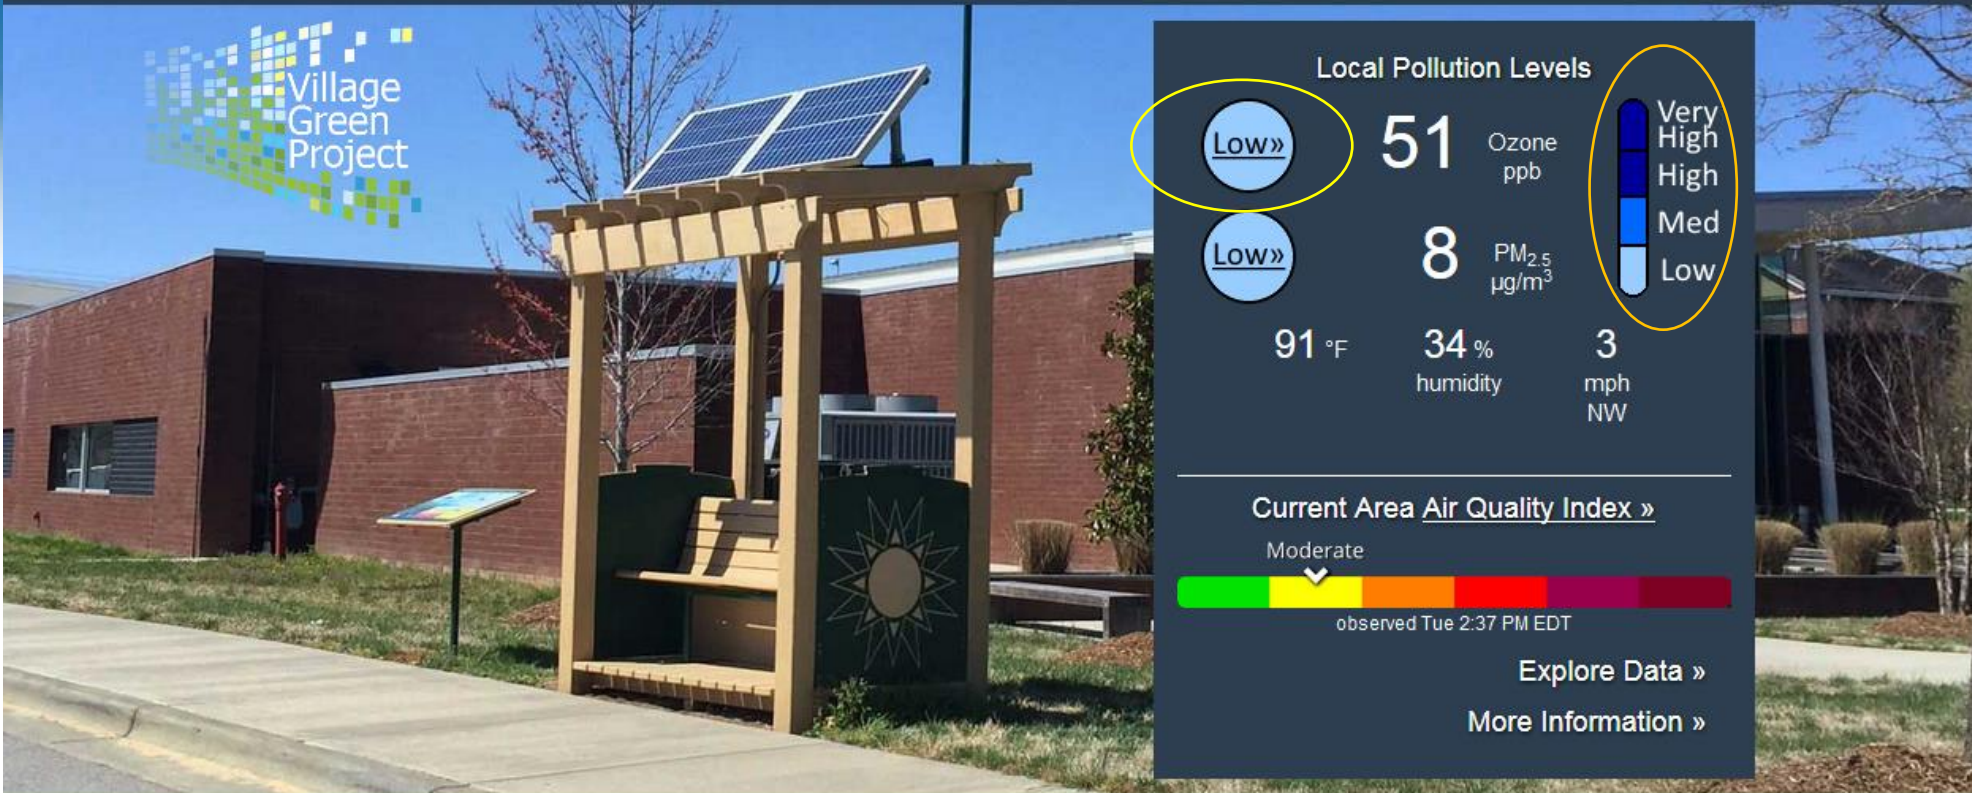 Village
Green
Project
Local Pollution Levels
Low»
51
Ozone
ppb
Very
High
High
Med
Low
Low»
8
PM2.5
µg/m³
91 °F
34 %
humidity
3
mph
NW
Current Area Air Quality Index »
Moderate
observed Tue 2:37 PM EDT
Explore Data »
More Information »